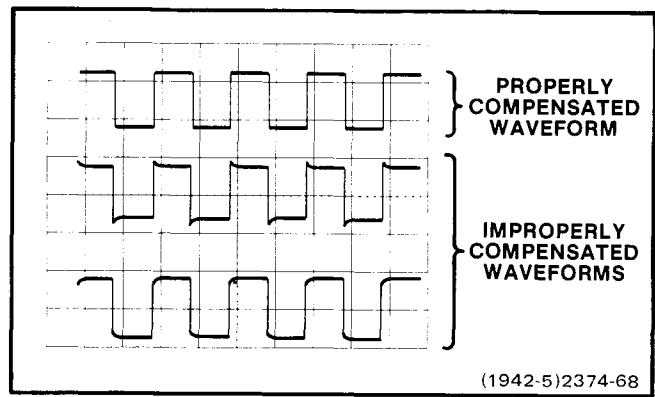 PROPERLY
COMPENSATED
WAVEFORM
IMPROPERLY
COMPENSATED
WAVEFORMS
(1942-5)2374-68